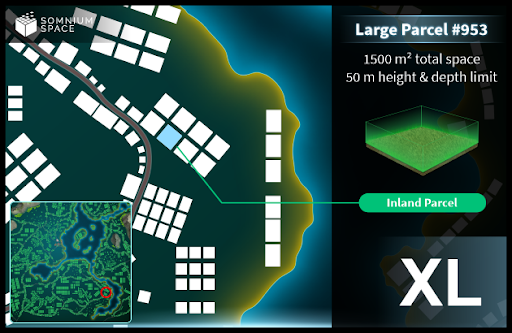 SOMNIUM
SPACE
Large Parcel #953
1500 m² total space
50 m height & depth limit
Inland Parcel
XL